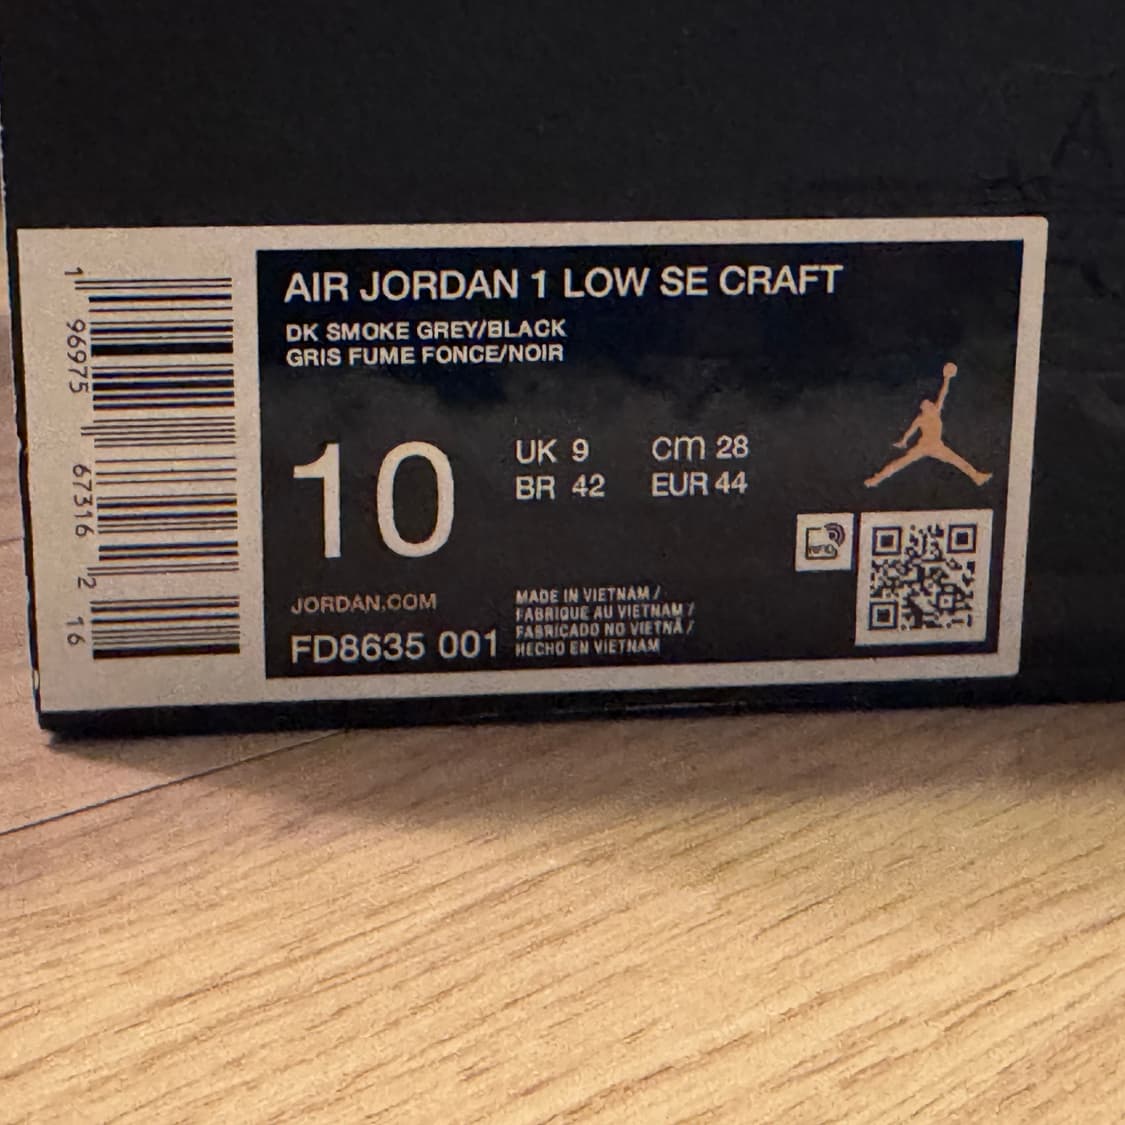 AIR JORDAN 1 LOW SE CRAFT
DK SMOKE GREY/BLACK
GRIS FUME FONCE/NOIR
10
UK 9 cm 28
BR 42 EUR 44
JORDAN.COM
FD8635 001
MADE IN VIETNAM /
FABRIQUE AU VIETNAM /
FABRICADO NO VIETNÃ /
HECHO EN VIETNAM
RFID
1 96975 67316 2 16